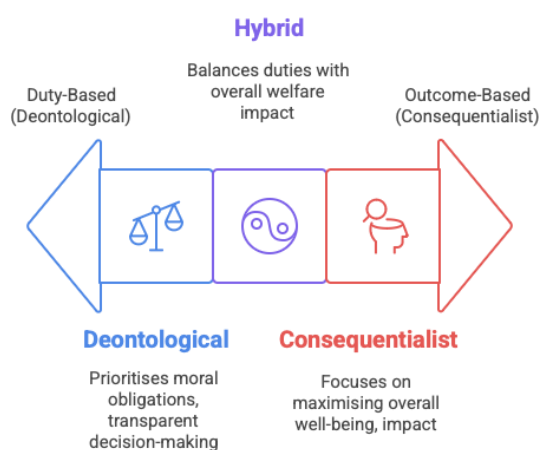 Hybrid
Balances duties with
overall welfare
impact
Duty-Based
(Deontological)
Outcome-Based
(Consequentialist)
Deontological
Prioritises moral
obligations,
transparent
decision-making
Consequentialist
Focuses on
maximising overall
well-being, impact